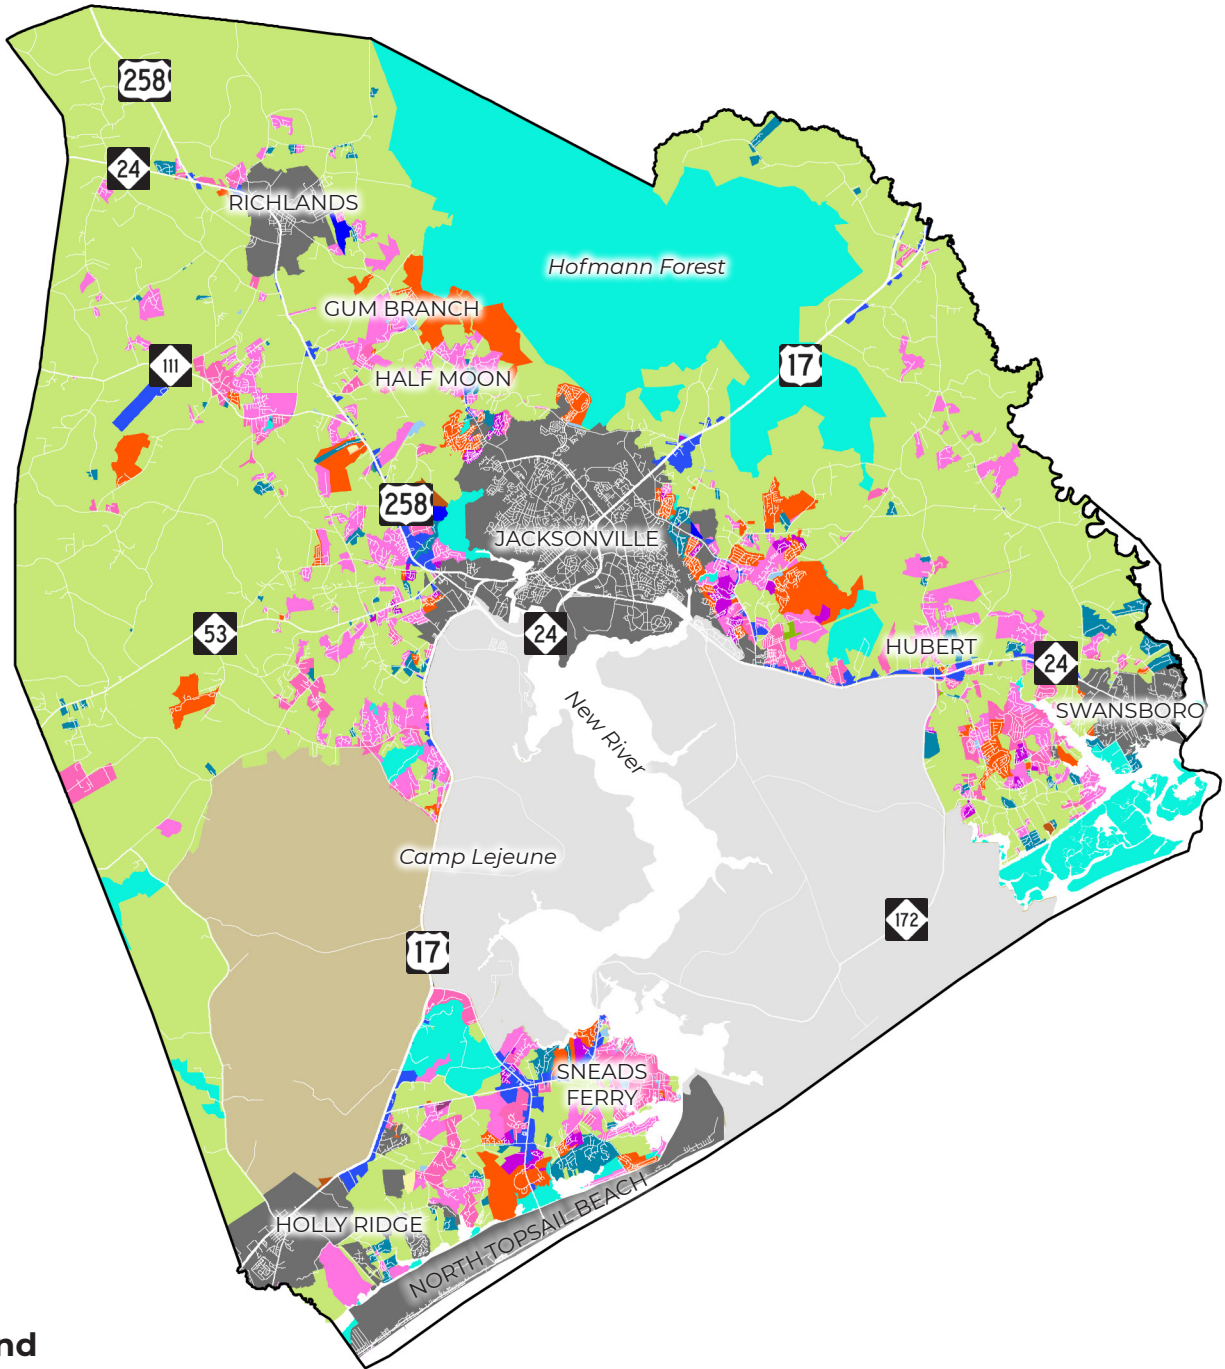 258
24
RICHLANDS
Hofmann Forest
GUM BRANCH
17
111
HALF MOON
258
JACKSONVILLE
53
24
HUBERT
24
New River
SWANSBORO
Camp Lejeune
172
17
SNEADS
FERRY
NORTH TOPSAIL BEACH
HOLLY RIDGE
nd